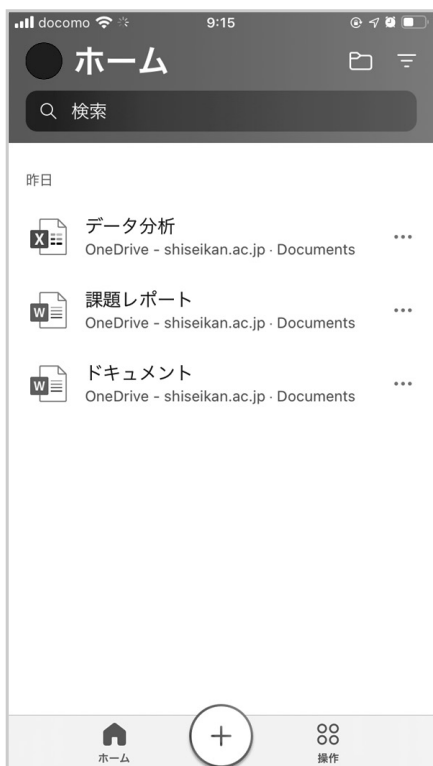 docomo 9:15
ホーム
検索
昨日
データ分析
OneDrive - shiseikan.ac.jp · Documents
課題レポート
OneDrive - shiseikan.ac.jp · Documents
ドキュメント
OneDrive - shiseikan.ac.jp · Documents
ホーム 操作